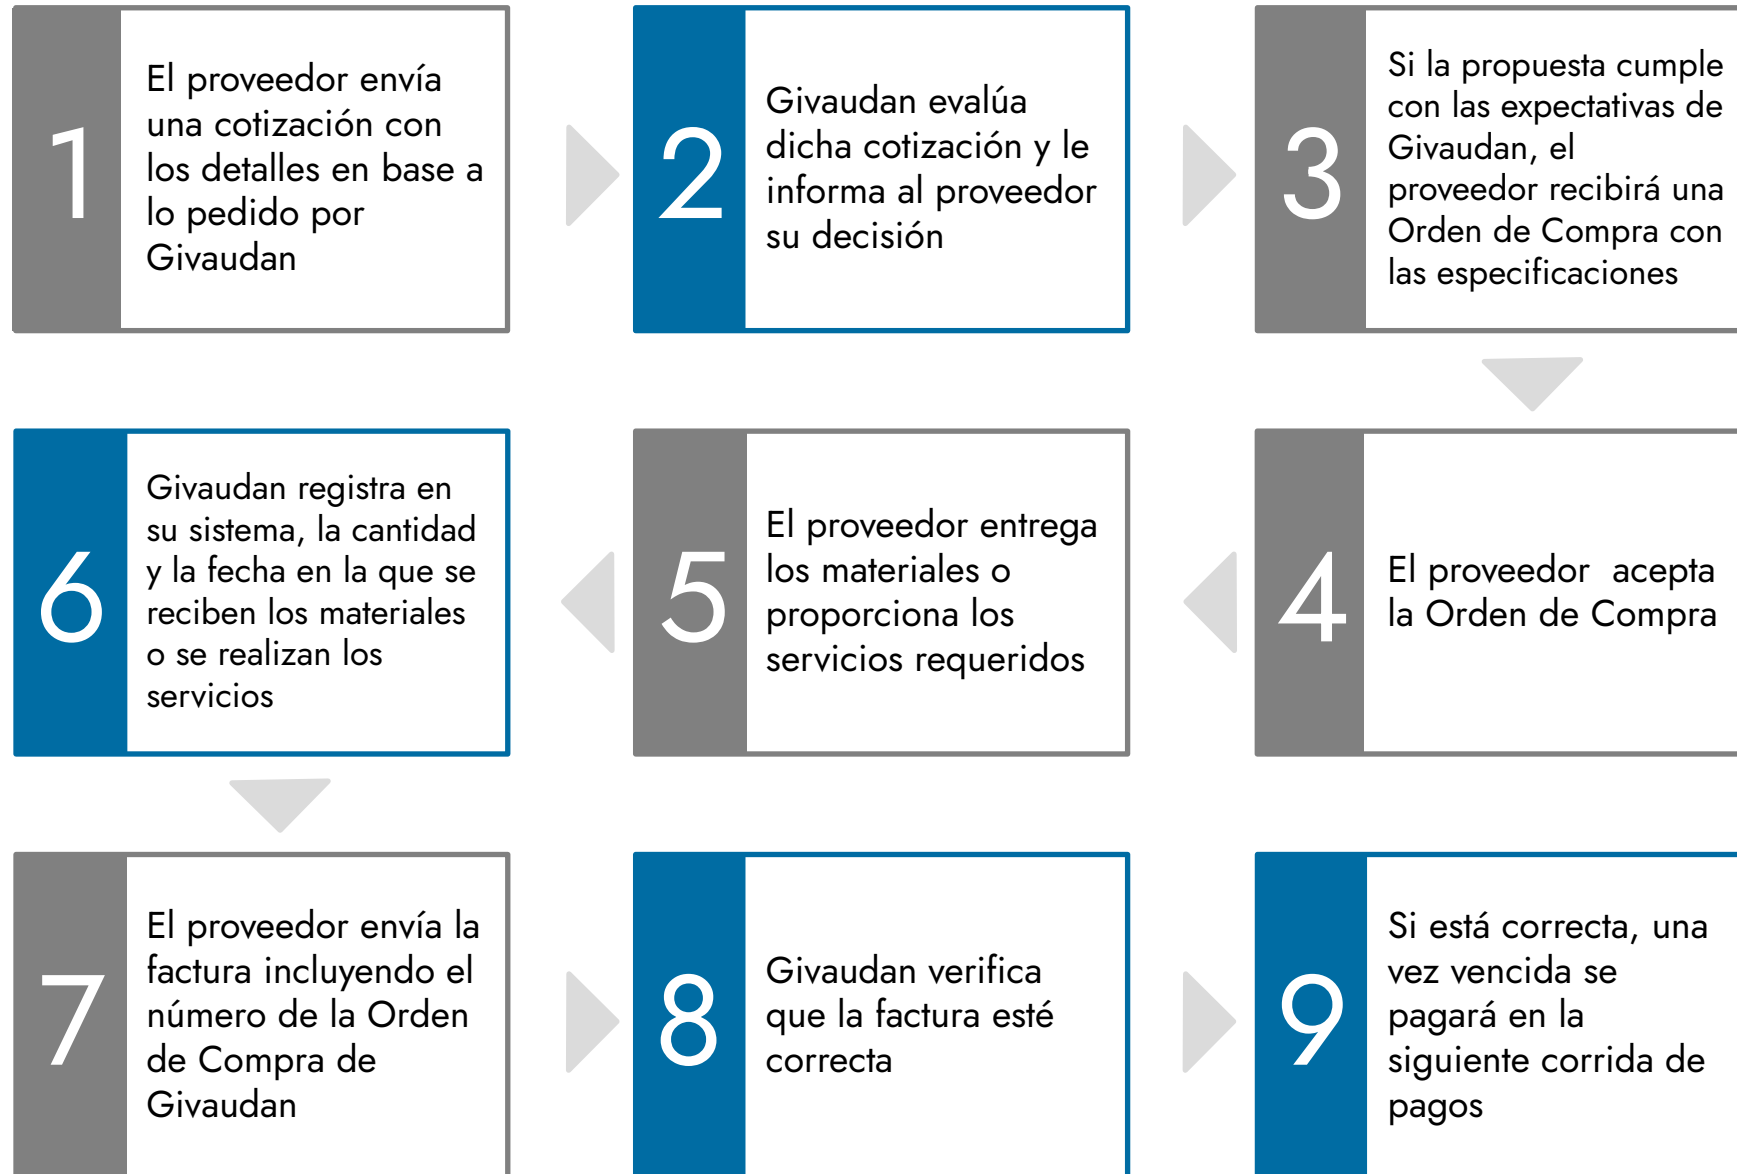 1
El proveedor envía
una cotización con
los detalles en base a
lo pedido por
Givaudan
2
Givaudan evalúa
dicha cotización y le
informa al proveedor
su decisión
3
Si la propuesta cumple
con las expectativas de
Givaudan, el
proveedor recibirá una
Orden de Compra con
las especificaciones
4
El proveedor acepta
la Orden de Compra
5
El proveedor entrega
los materiales o
proporciona los
servicios requeridos
6
Givaudan registra en
su sistema, la cantidad
y la fecha en la que se
reciben los materiales
o se realizan los
servicios
7
El proveedor envía la
factura incluyendo el
número de la Orden
de Compra de
Givaudan
8
Givaudan verifica
que la factura esté
correcta
9
Si está correcta, una
vez vencida se
pagará en la
siguiente corrida de
pagos